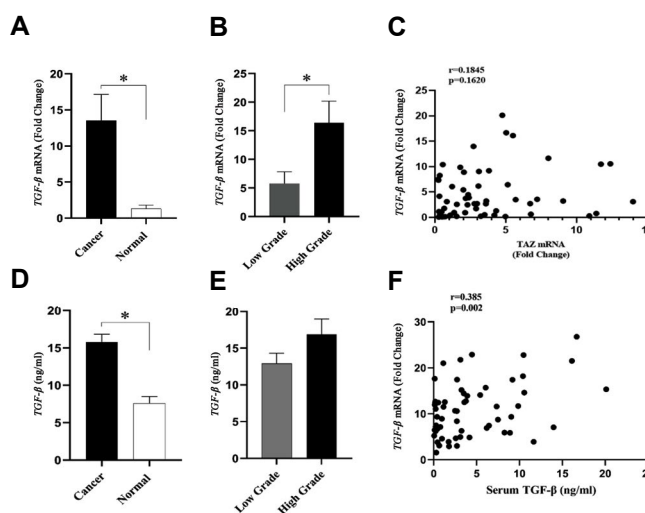 A
TGF-β mRNA (Fold Change)
20
15
10
5
0
*
Cancer
Normal
B
TGF-β mRNA (Fold Change)
25
20
15
10
5
0
*
Low Grade
High Grade
C
r=0.1845
p=0.1620
TGF-β mRNA (Fold Change)
25
20
15
10
5
0
0
5
10
TAZ mRNA
(Fold Change)
D
TGF-β (ng/ml)
20
15
10
5
0
*
Cancer
Normal
E
TGF-β (ng/ml)
20
15
10
5
0
Low Grade
High Grade
F
r=0.385
p=0.002
TGF-β mRNA (Fold Change)
30
20
10
0
0
5
10
15
20
Serum TGF-β (ng/ml)